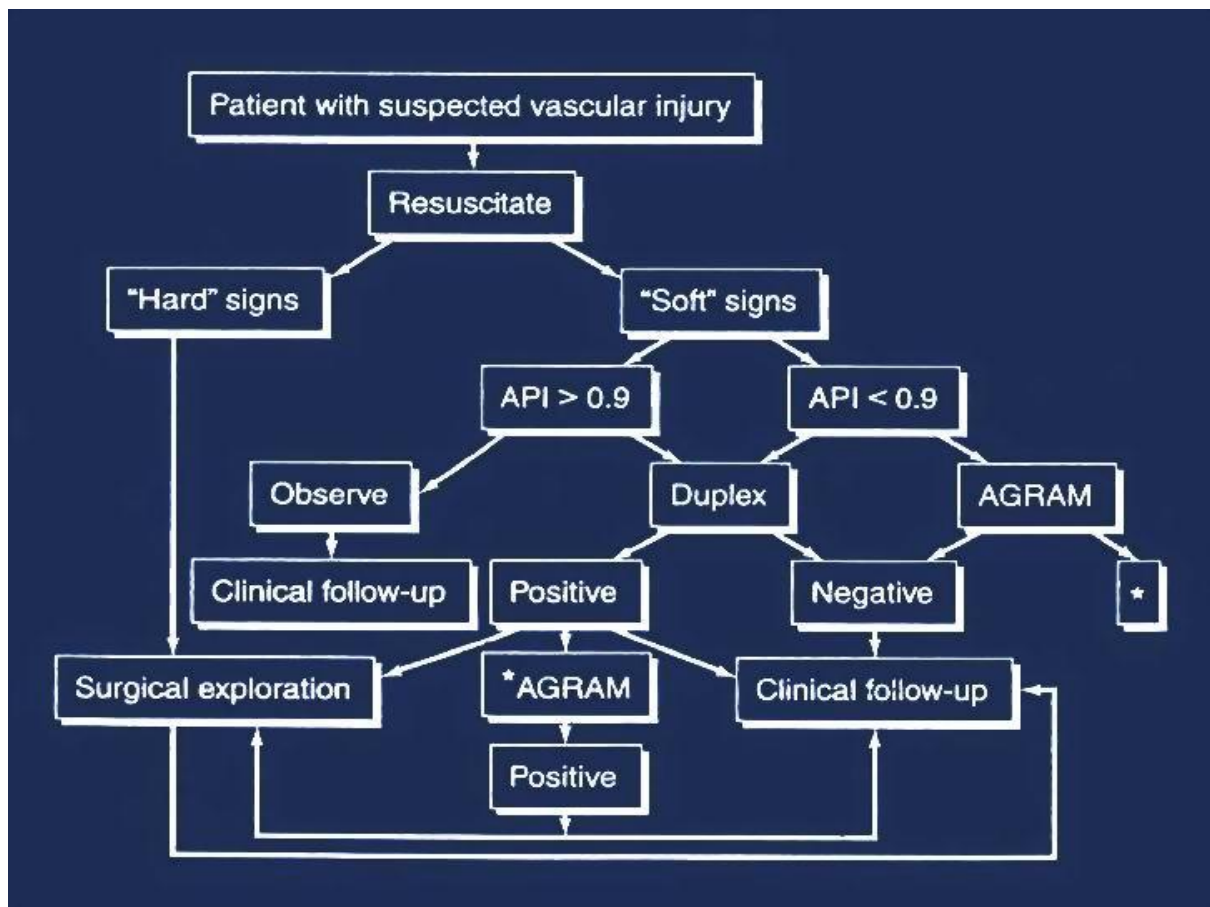 Patient with suspected vascular injury
Resuscitate
“Hard” signs
“Soft” signs
API > 0.9
API < 0.9
Observe
Duplex
AGRAM
Clinical follow-up
Positive
Negative
*
Surgical exploration
*AGRAM
Clinical follow-up
Positive